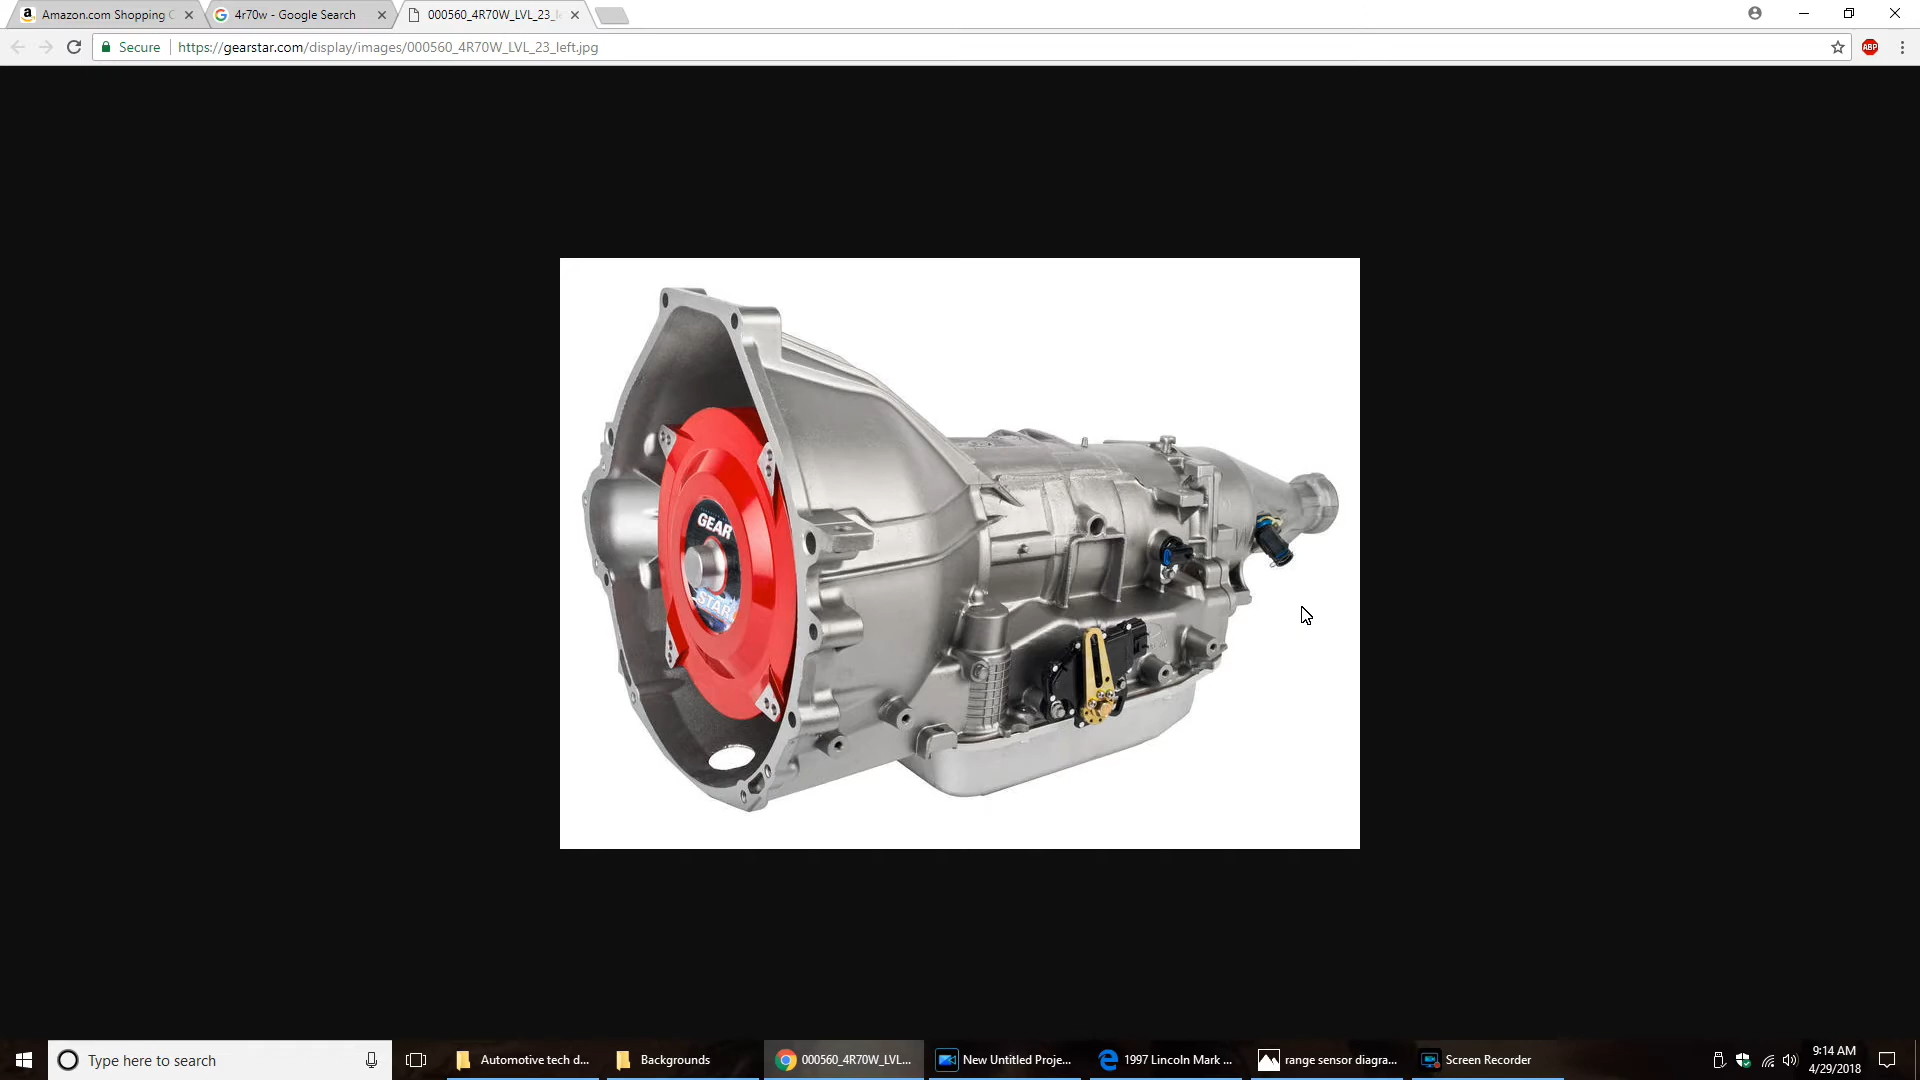 Amazon.com Shopping C
4r70w - Google Search
000560_4R70W_LVL_23_l
Secure
https://gearstar.com/display/images/000560_4R70W_LVL_23_left.jpg
ABP
GEAR
STAR
Type here to search
Automotive tech d...
Backgrounds
000560_4R70W_LVL...
New Untitled Proje...
1997 Lincoln Mark ...
range sensor diagra...
Screen Recorder
9:14 AM
4/29/2018